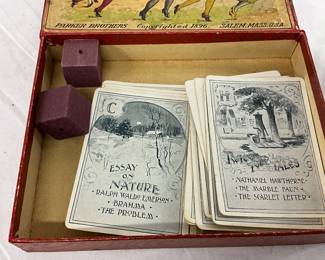 PARKER BROTHERS Copyrighted 1896. SALEM, MASS. U.S.A.
C
ESSAY
ON
NATURE
RALPH WALDO EMERSON
BRAHMA
THE PROBLEM
TWICE
TOLD TALES
NATHANIEL HAWTHORNE
THE MARBLE FAUN
THE SCARLET LETTER